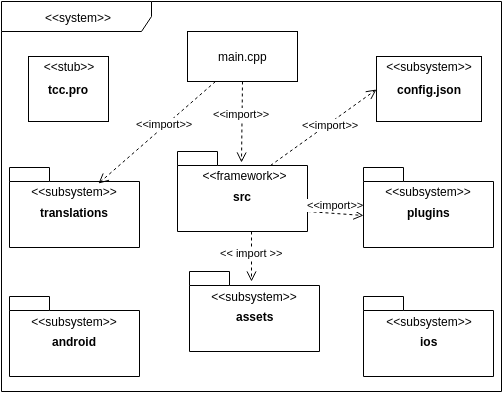 <<system>>
<<stub>>
tcc.pro
main.cpp
<<subsystem>>
config.json
<<import>>
<<import>>
<<import>>
<<subsystem>>
translations
<<framework>>
src
<<import>>
<<subsystem>>
plugins
<< import >>
<<subsystem>>
android
<<subsystem>>
assets
<<subsystem>>
ios